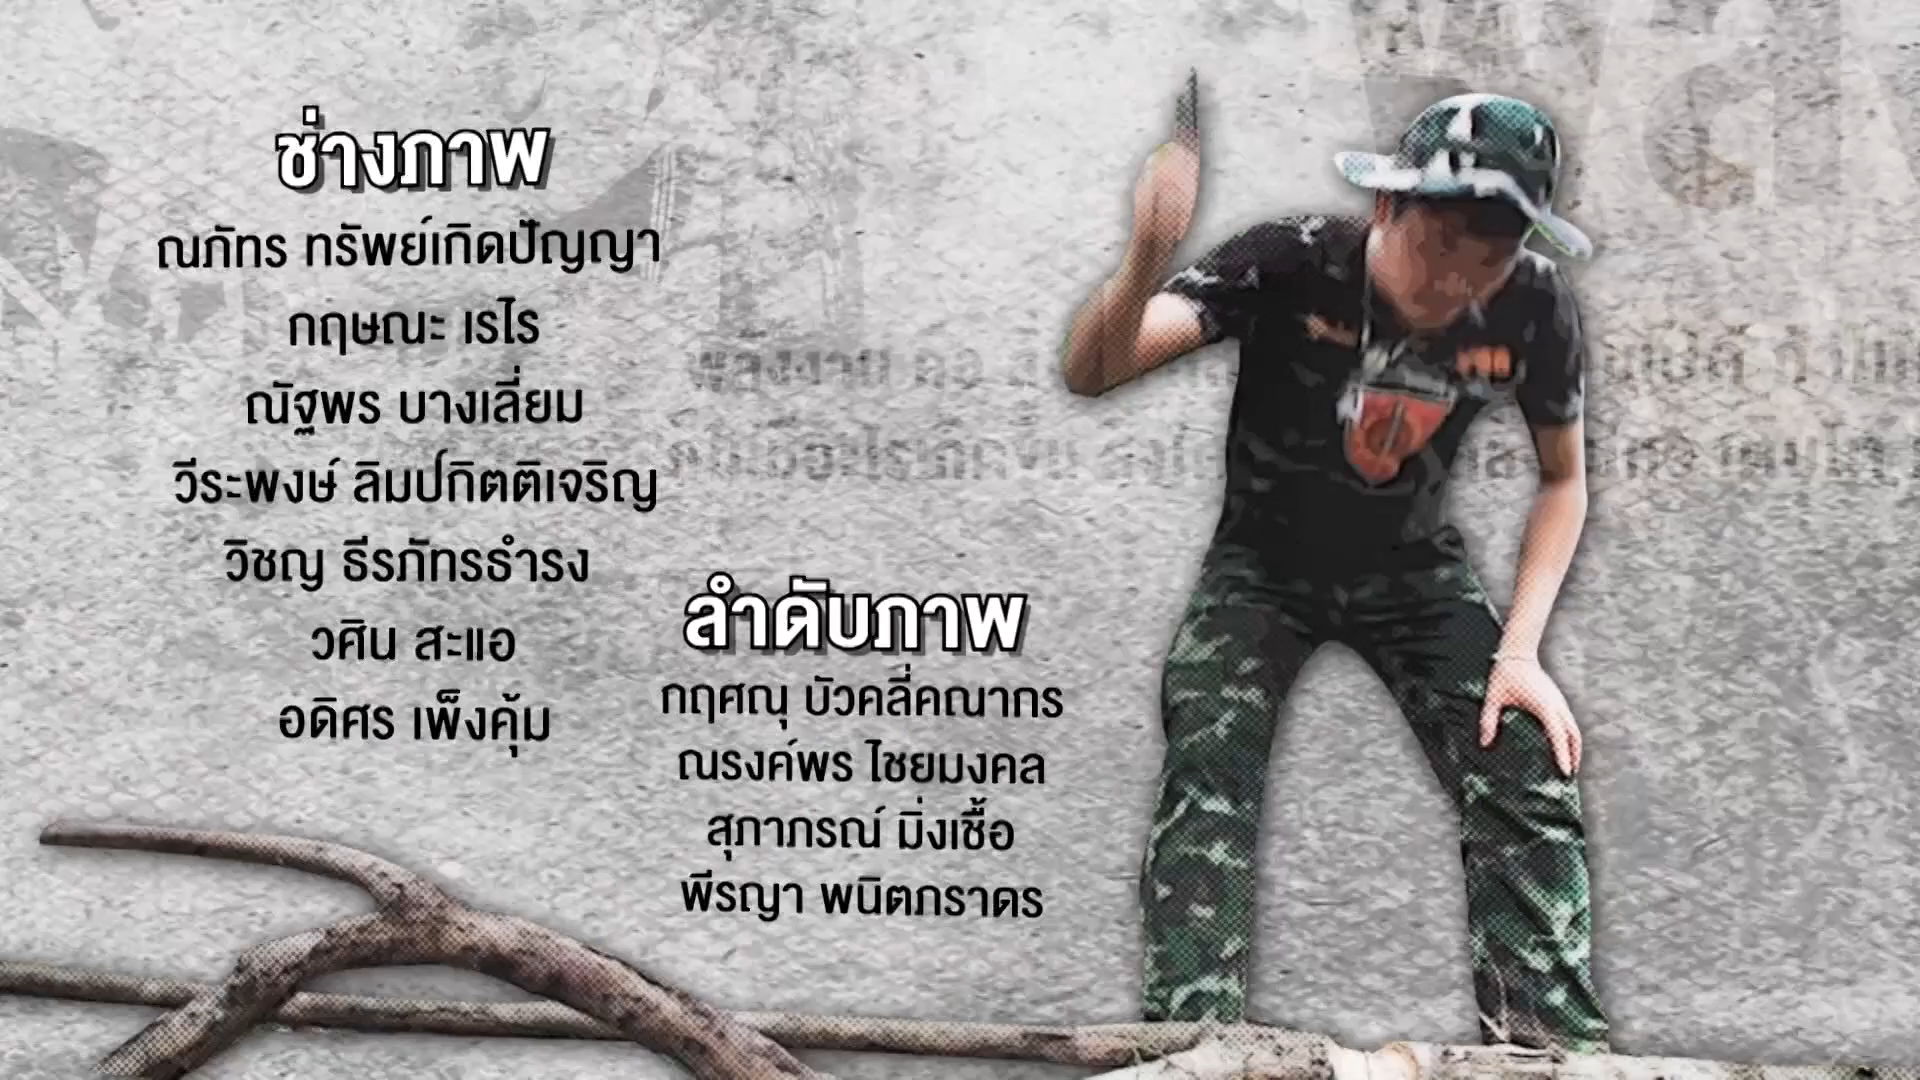 ช่างภาพ
ณภัทร ทรัพย์เกิดปัญญา
กฤษณะ เรไร
ณัฐพร บางเลี่ยม
วีระพงษ์ ลิมปกิตติเจริญ
วิชญ ธีรภัทรธำรง
วศิน สะแอ
อดิศร เพ็งคุ้ม
ลำดับภาพ
กฤศณุ บัวคลี่คณากร
ณรงค์พร ไชยมงคล
สุภาภรณ์ มิ่งเชื้อ
พีรญา พนิตภราดร